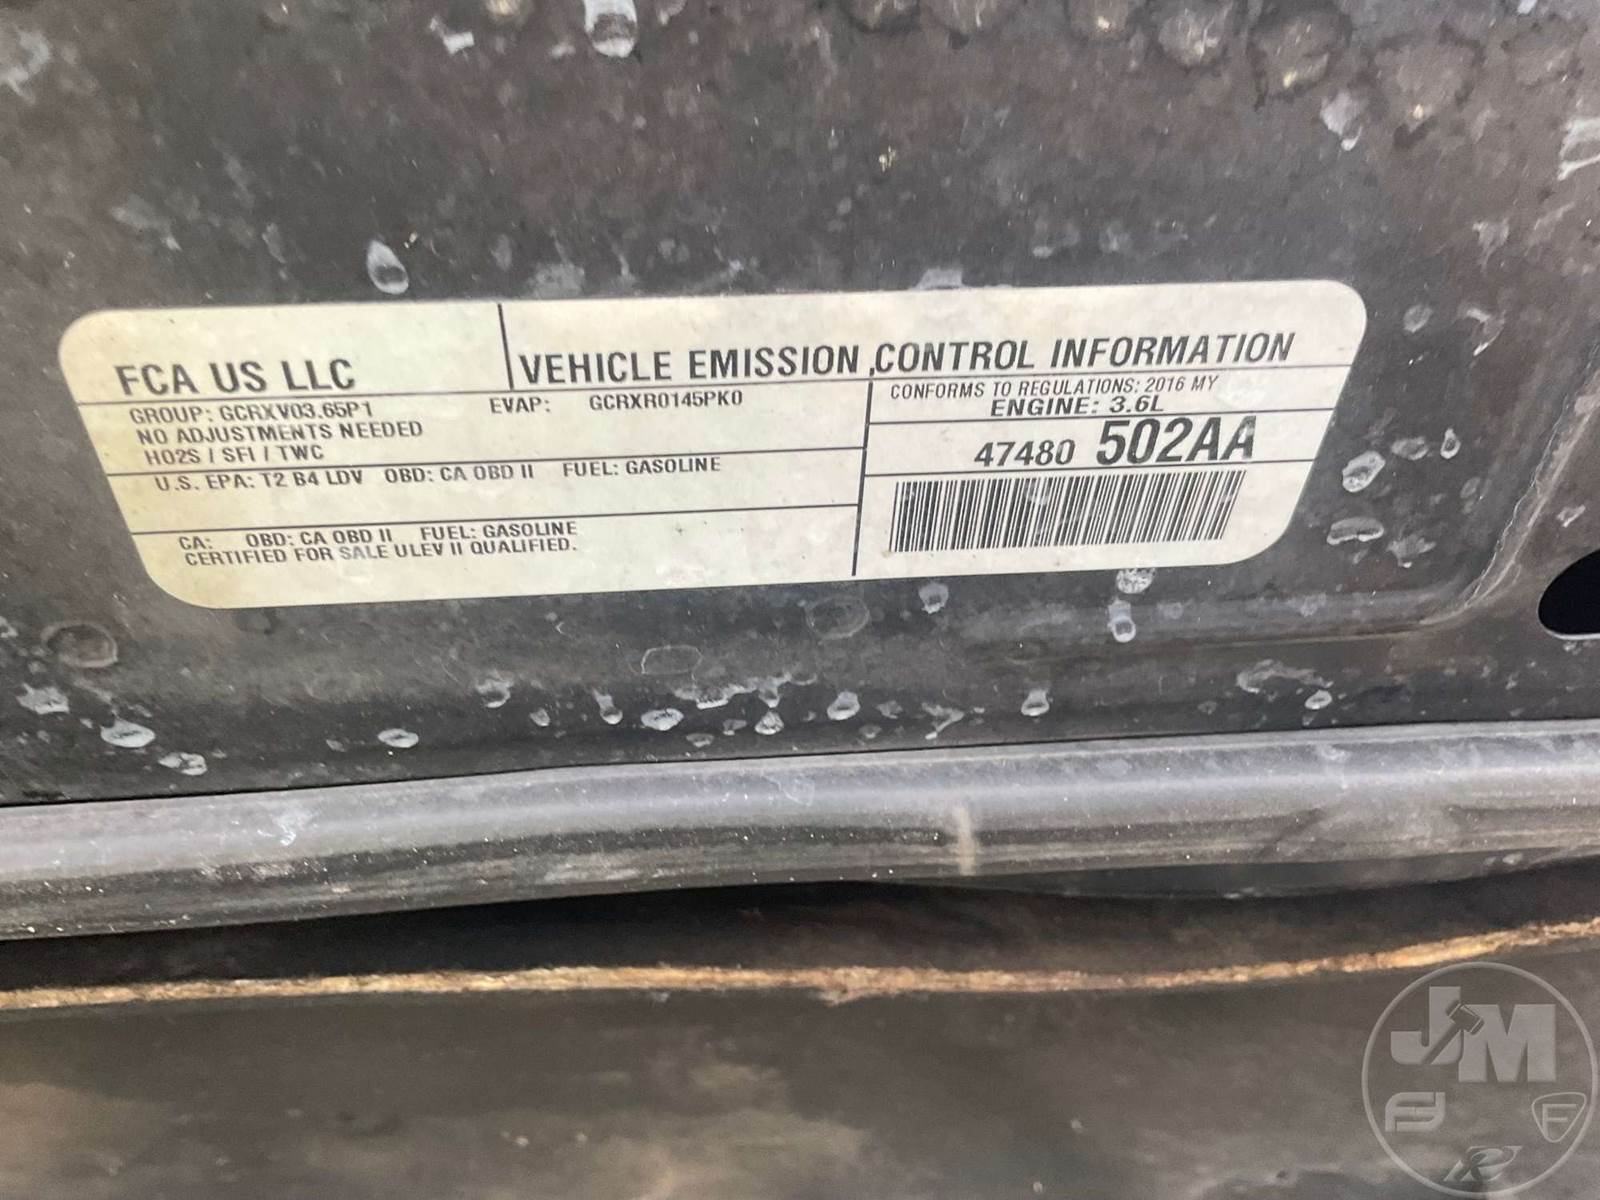 FCA US LLC
VEHICLE EMISSION CONTROL INFORMATION
GROUP: GCRXV03.65P1 EVAP: GCRXR0145PK0
NO ADJUSTMENTS NEEDED
HO2S / SFI / TWC
CONFORMS TO REGULATIONS: 2016 MY
ENGINE: 3.6L
47480 502AA
U.S. EPA: T2 B4 LDV OBD: CA OBD II FUEL: GASOLINE
CA: OBD: CA OBD II FUEL: GASOLINE
CERTIFIED FOR SALE ULEV II QUALIFIED.
JM